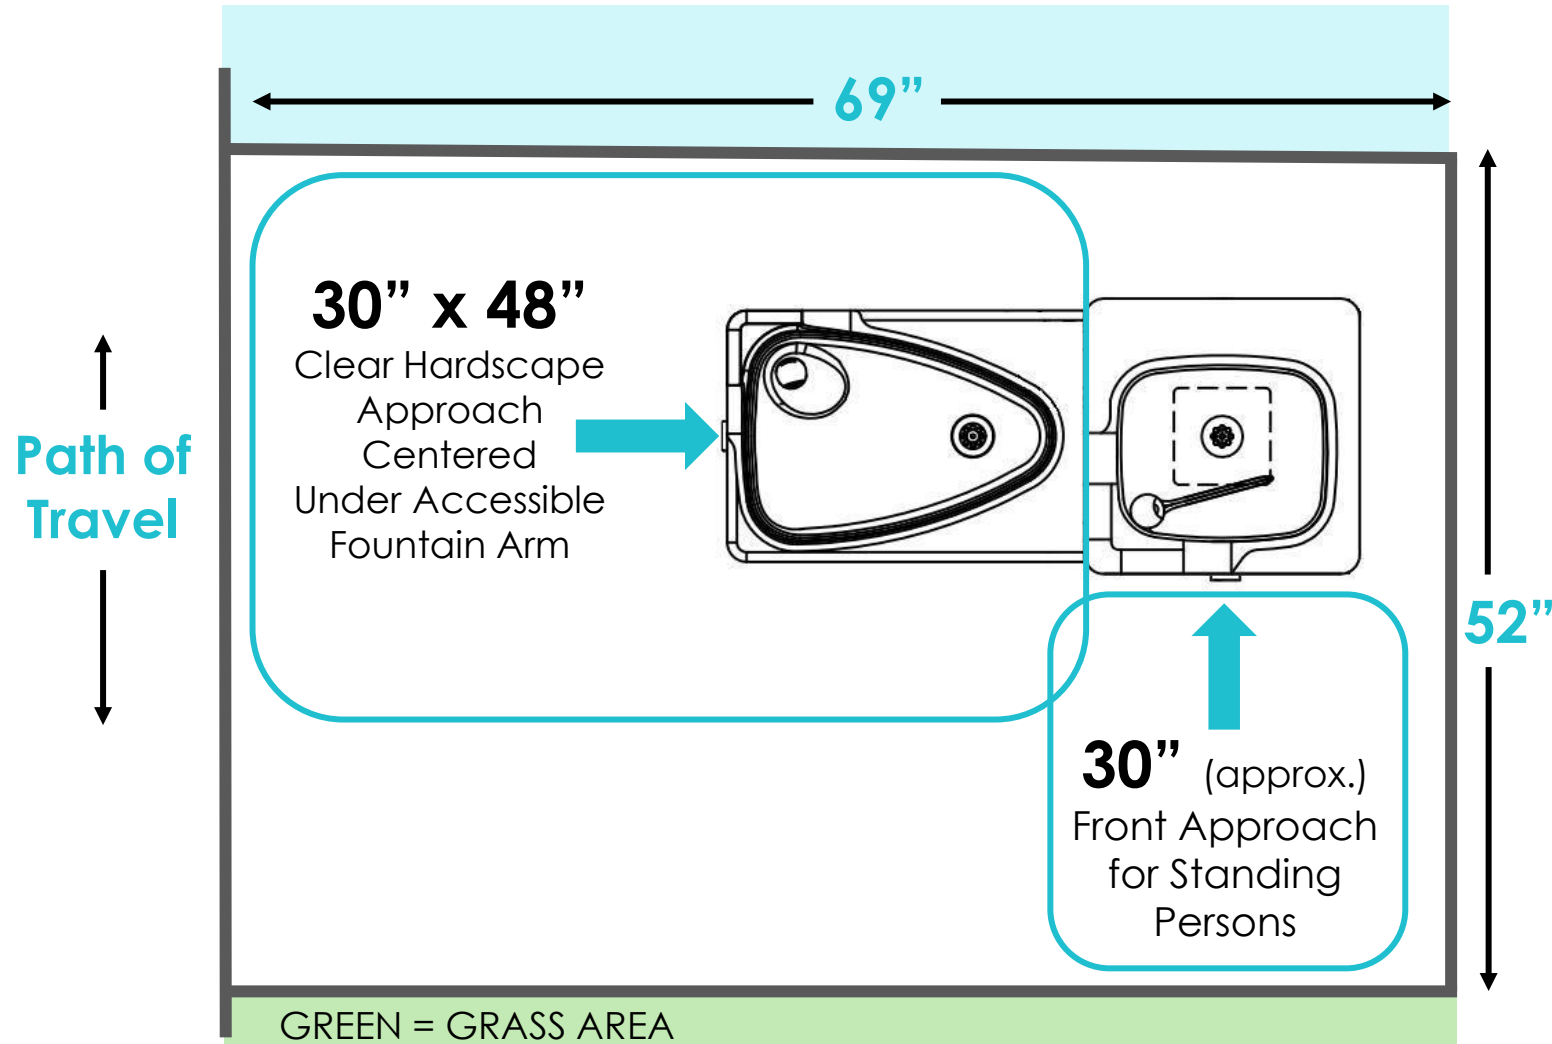 69”
30” x 48”
Clear Hardscape
Approach
Centered
Under Accessible
Fountain Arm
Path of
Travel
52”
30” (approx.)
Front Approach
for Standing
Persons
GREEN = GRASS AREA